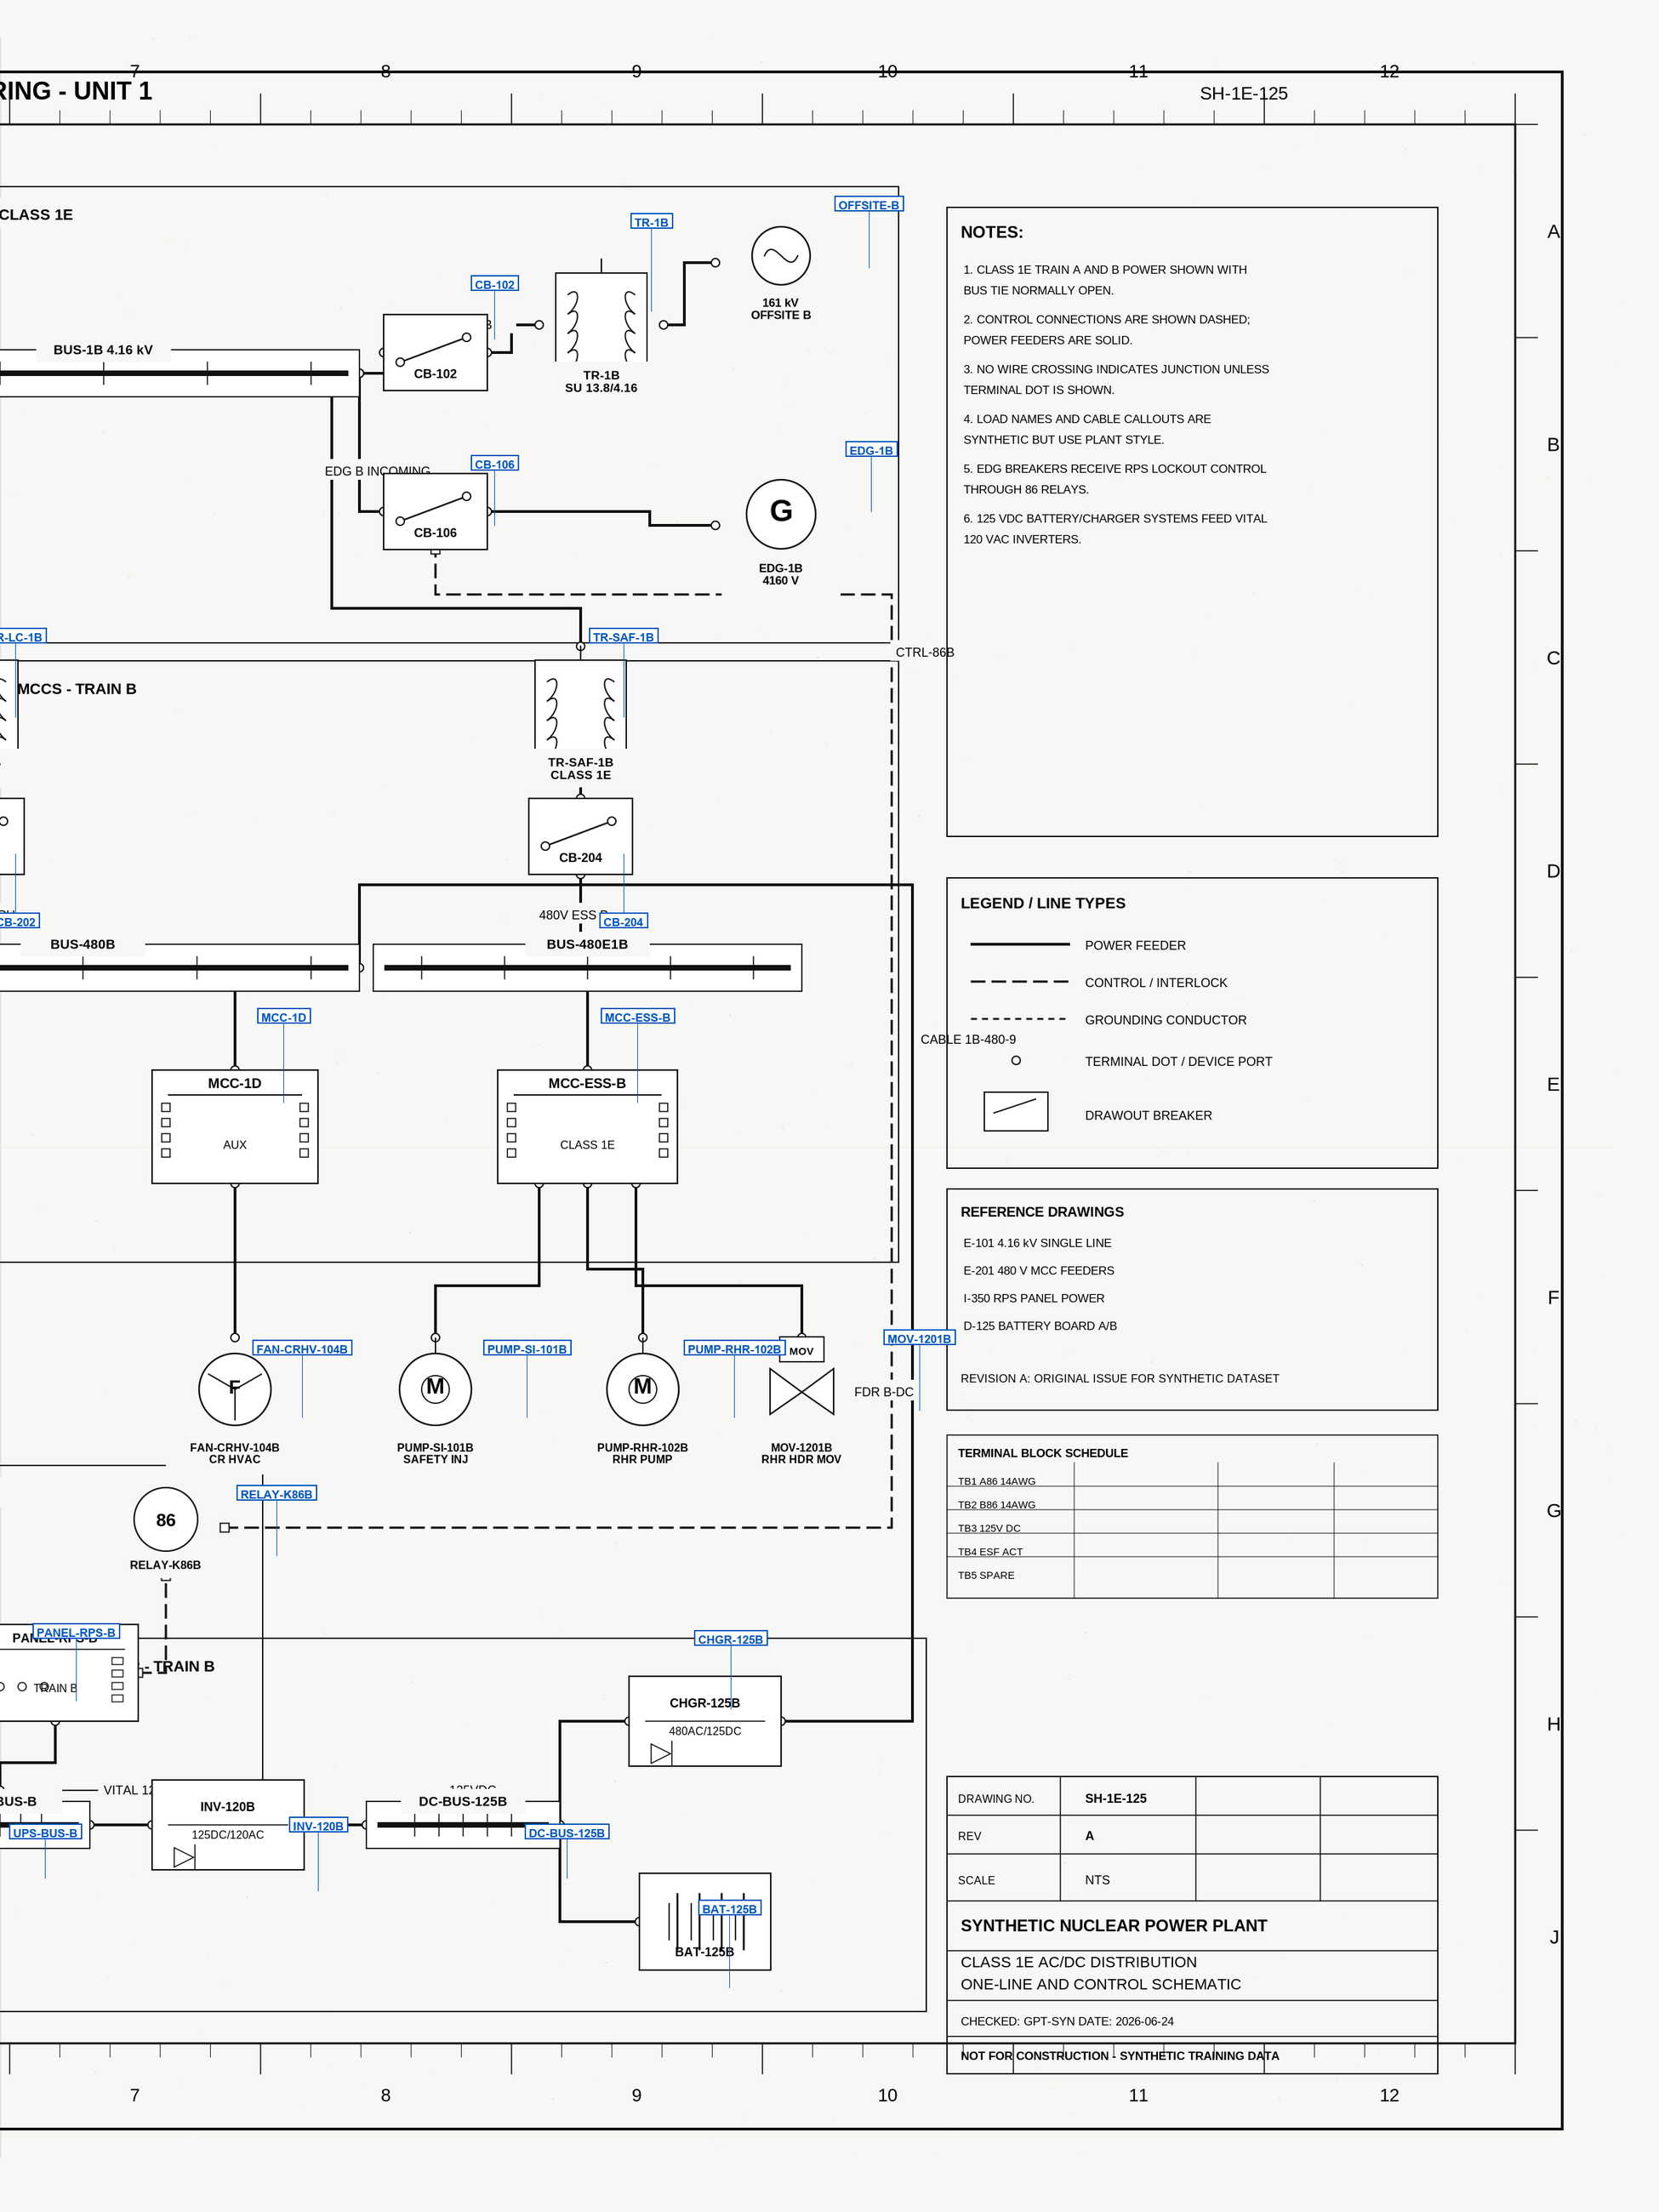 7 8 9 10 11 12
RING - UNIT 1
SH-1E-125
CLASS 1E
OFFSITE-B
TR-1B
CB-102
161 kV
OFFSITE B
BUS-1B 4.16 kV
CB-102
TR-1B
SU 13.8/4.16
EDG-1B
CB-106
EDG B INCOMING
CB-106
G
EDG-1B
4160 V
R-LC-1B
TR-SAF-1B
CTRL-86B
MCCS - TRAIN B
TR-SAF-1B
CLASS 1E
CB-204
480V ESS
CB-202
CB-204
BUS-480B
BUS-480E1B
MCC-1D
MCC-ESS-B
CABLE 1B-480-9
MCC-1D
AUX
MCC-ESS-B
CLASS 1E
MOV-1201B
FAN-CRHV-104B
PUMP-SI-101B
PUMP-RHR-102B
MOV
F
M
M
FDR B-DC
FAN-CRHV-104B
CR HVAC
PUMP-SI-101B
SAFETY INJ
PUMP-RHR-102B
RHR PUMP
MOV-1201B
RHR HDR MOV
RELAY-K86B
86
RELAY-K86B
PANEL-RPS-B
PANEL-RPS-B
- TRAIN B
TRAIN B
CHGR-125B
CHGR-125B
480AC/125DC
VITAL 12
125VDC
BUS-B
UPS-BUS-B
INV-120B
125DC/120AC
INV-120B
DC-BUS-125B
DC-BUS-125B
BAT-125B
BAT-125B
NOTES:
1. CLASS 1E TRAIN A AND B POWER SHOWN WITH
BUS TIE NORMALLY OPEN.
2. CONTROL CONNECTIONS ARE SHOWN DASHED;
POWER FEEDERS ARE SOLID.
3. NO WIRE CROSSING INDICATES JUNCTION UNLESS
TERMINAL DOT IS SHOWN.
4. LOAD NAMES AND CABLE CALLOUTS ARE
SYNTHETIC BUT USE PLANT STYLE.
5. EDG BREAKERS RECEIVE RPS LOCKOUT CONTROL
THROUGH 86 RELAYS.
6. 125 VDC BATTERY/CHARGER SYSTEMS FEED VITAL
120 VAC INVERTERS.
LEGEND / LINE TYPES
POWER FEEDER
CONTROL / INTERLOCK
GROUNDING CONDUCTOR
TERMINAL DOT / DEVICE PORT
DRAWOUT BREAKER
REFERENCE DRAWINGS
E-101 4.16 kV SINGLE LINE
E-201 480 V MCC FEEDERS
I-350 RPS PANEL POWER
D-125 BATTERY BOARD A/B
REVISION A: ORIGINAL ISSUE FOR SYNTHETIC DATASET
TERMINAL BLOCK SCHEDULE
TB1 A86 14AWG
TB2 B86 14AWG
TB3 125V DC
TB4 ESF ACT
TB5 SPARE
DRAWING NO. SH-1E-125
REV A
SCALE NTS
SYNTHETIC NUCLEAR POWER PLANT
CLASS 1E AC/DC DISTRIBUTION
ONE-LINE AND CONTROL SCHEMATIC
CHECKED: GPT-SYN DATE: 2026-06-24
NOT FOR CONSTRUCTION - SYNTHETIC TRAINING DATA
A
B
C
D
E
F
G
H
J
7 8 9 10 11 12